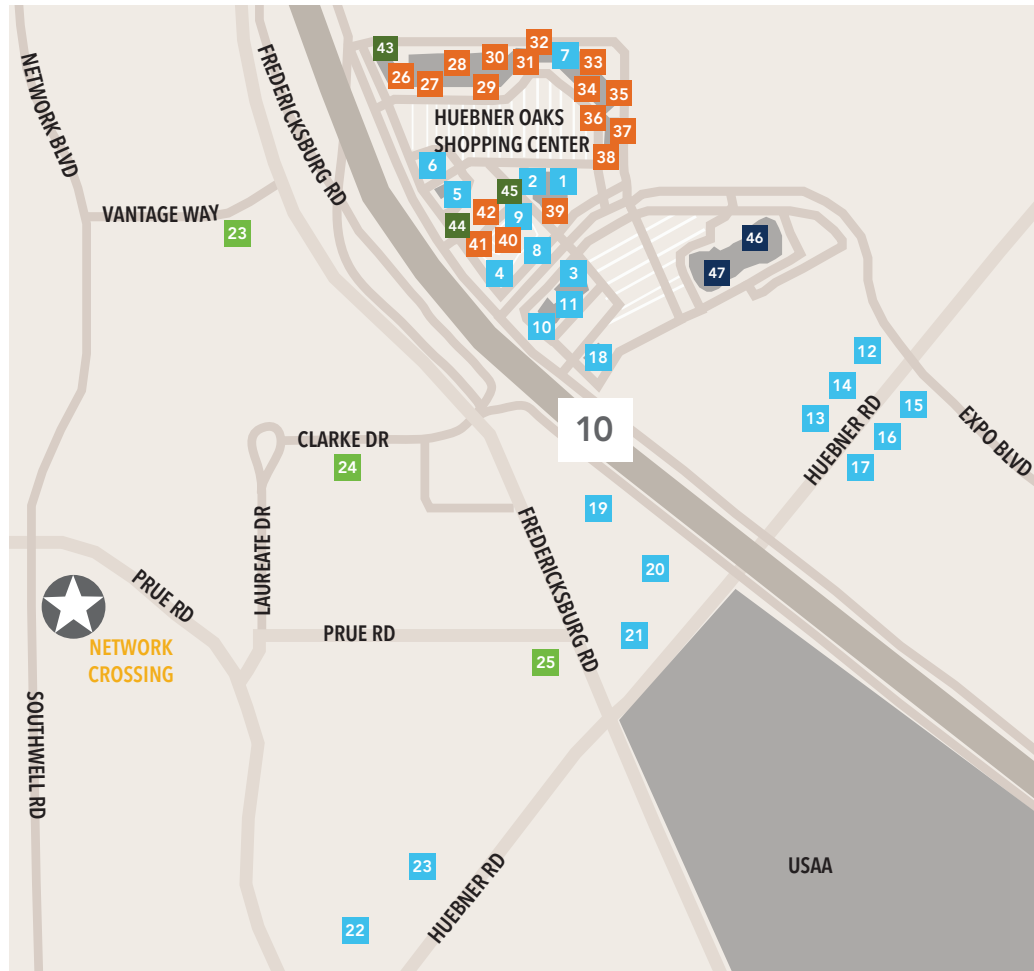 43
32
7
30
31
33
28
26
27
29
34
35
NETWORK BLVD
FREDERICKSBURG RD
HUEBNER OAKS
SHOPPING CENTER
36
37
38
6
5
45
2
1
42
9
39
44
41
40
8
VANTAGE WAY
23
4
3
46
47
11
10
18
12
14
13
15
16
17
HUEBNER RD
EXPO BLVD
10
CLARKE DR
24
19
LAUREATE DR
FREDERICKSBURG RD
20
PRUE RD
PRUE RD
21
25
NETWORK
CROSSING
SOUTHWELL RD
23
HUEBNER RD
USAA
22